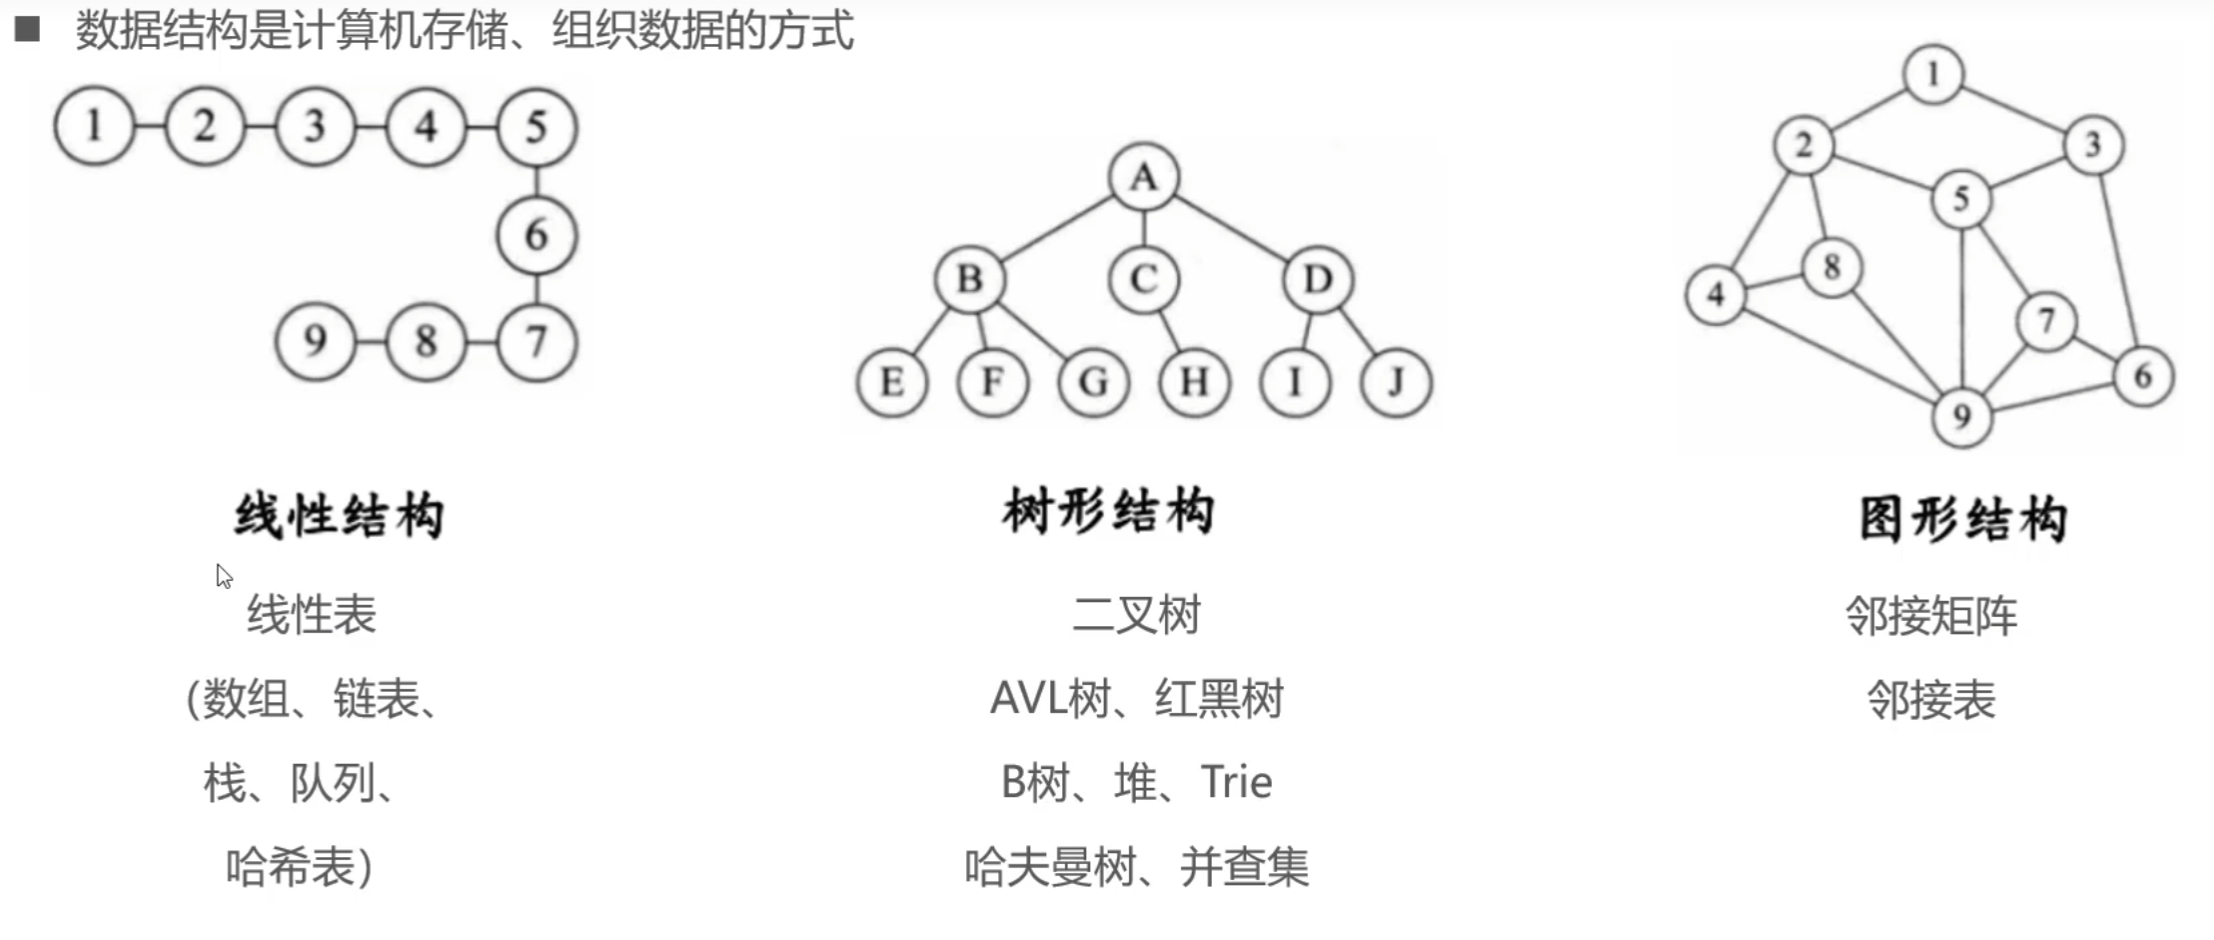 ■ 数据结构是计算机存储、组织数据的方式
1 2 3 4 5
6
9 8 7
线性结构
线性表
(数组、链表、
栈、队列、
哈希表)
A
B C D
E F G H I J
树形结构
二叉树
AVL树、红黑树
B树、堆、Trie
哈夫曼树、并查集
1
2 3
5
8
4
7
6
9
图形结构
邻接矩阵
邻接表